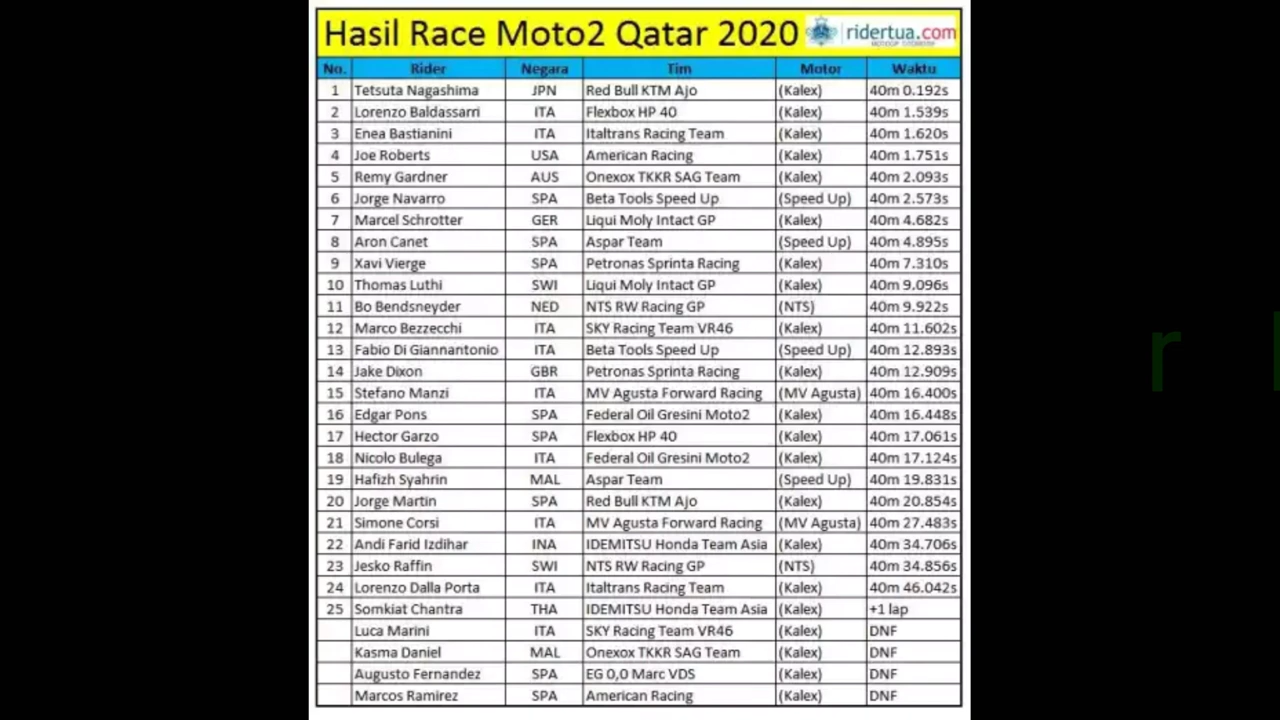 Hasil Race Moto2 Qatar 2020 ridertua.com
No. Rider Negara Tim Motor Waktu
1 Tetsuta Nagashima JPN Red Bull KTM Ajo (Kalex) 40m 0.192s
2 Lorenzo Baldassarri ITA Flexbox HP 40 (Kalex) 40m 1.539s
3 Enea Bastianini ITA Italtrans Racing Team (Kalex) 40m 1.620s
4 Joe Roberts USA American Racing (Kalex) 40m 1.751s
5 Remy Gardner AUS Onexox TKKR SAG Team (Kalex) 40m 2.093s
6 Jorge Navarro SPA Beta Tools Speed Up (Speed Up) 40m 2.573s
7 Marcel Schrotter GER Liqui Moly Intact GP (Kalex) 40m 4.682s
8 Aron Canet SPA Aspar Team (Speed Up) 40m 4.895s
9 Xavi Vierge SPA Petronas Sprinta Racing (Kalex) 40m 7.310s
10 Thomas Luthi SWI Liqui Moly Intact GP (Kalex) 40m 9.096s
11 Bo Bendsneyder NED NTS RW Racing GP (NTS) 40m 9.922s
12 Marco Bezzecchi ITA SKY Racing Team VR46 (Kalex) 40m 11.602s
13 Fabio Di Giannantonio ITA Beta Tools Speed Up (Speed Up) 40m 12.893s
14 Jake Dixon GBR Petronas Sprinta Racing (Kalex) 40m 12.909s
15 Stefano Manzi ITA MV Agusta Forward Racing (MV Agusta) 40m 16.400s
16 Edgar Pons SPA Federal Oil Gresini Moto2 (Kalex) 40m 16.448s
17 Hector Garzo SPA Flexbox HP 40 (Kalex) 40m 17.061s
18 Nicolo Bulega ITA Federal Oil Gresini Moto2 (Kalex) 40m 17.124s
19 Hafizh Syahrin MAL Aspar Team (Speed Up) 40m 19.831s
20 Jorge Martin SPA Red Bull KTM Ajo (Kalex) 40m 20.854s
21 Simone Corsi ITA MV Agusta Forward Racing (MV Agusta) 40m 27.483s
22 Andi Farid Izdihar INA IDEMITSU Honda Team Asia (Kalex) 40m 34.706s
23 Jesko Raffin SWI NTS RW Racing GP (NTS) 40m 34.856s
24 Lorenzo Dalla Porta ITA Italtrans Racing Team (Kalex) 40m 46.042s
25 Somkiat Chantra THA IDEMITSU Honda Team Asia (Kalex) +1 lap
Luca Marini ITA SKY Racing Team VR46 (Kalex) DNF
Kasma Daniel MAL Onexox TKKR SAG Team (Kalex) DNF
Augusto Fernandez SPA EG 0,0 Marc VDS (Kalex) DNF
Marcos Ramirez SPA American Racing (Kalex) DNF
r